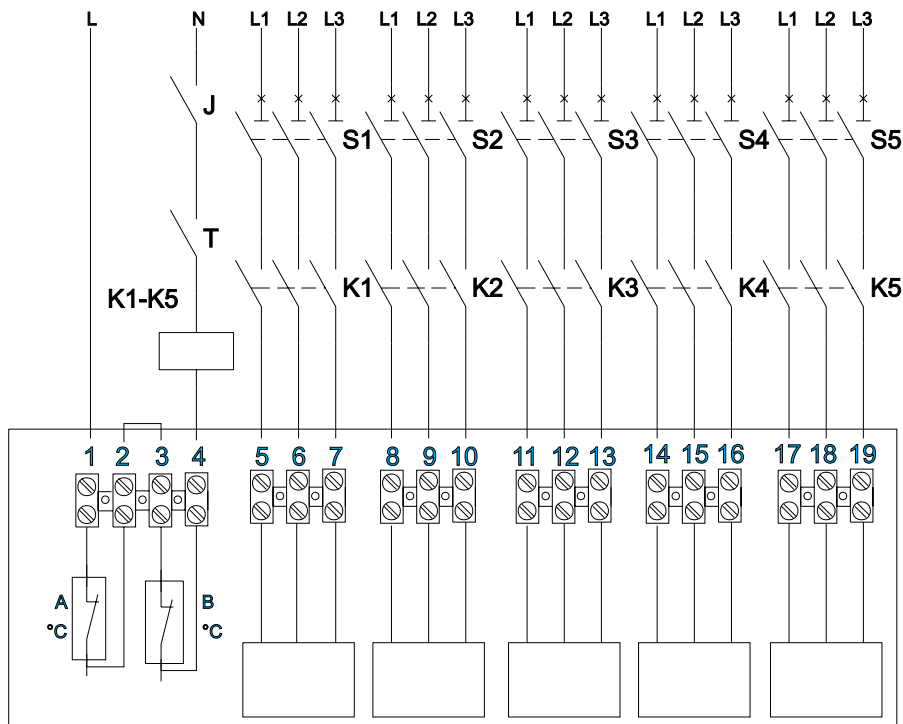 L N L1 L2 L3 L1 L2 L3 L1 L2 L3 L1 L2 L3 L1 L2 L3
J
S1 S2 S3 S4 S5
T
K1-K5 K1 K2 K3 K4 K5
1 2 3 4 5 6 7 8 9 10 11 12 13 14 15 16 17 18 19
A B
°C °C